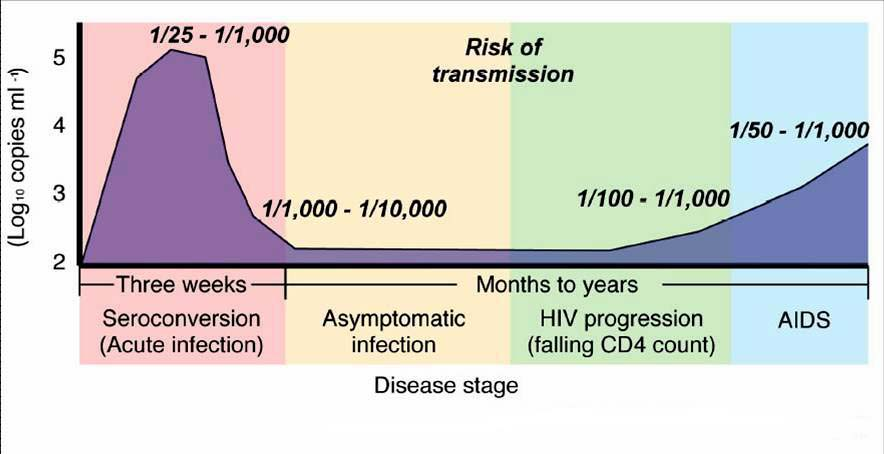 1/25 - 1/1,000
Risk of
transmission
(Log₁₀ copies ml ⁻¹)
5
4
3
2
1/50 - 1/1,000
1/100 - 1/1,000
1/1,000 - 1/10,000
Three weeks
Months to years
Seroconversion
(Acute infection)
Asymptomatic
infection
HIV progression
(falling CD4 count)
AIDS
Disease stage